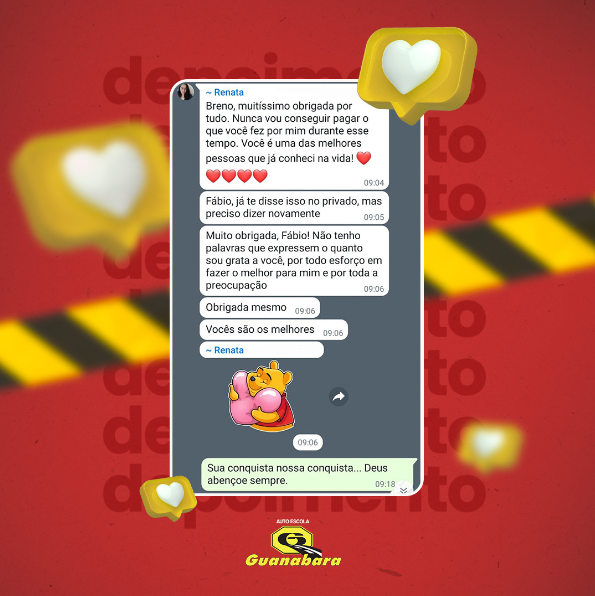 depoimento
~ Renata
Breno, muitíssimo obrigada por
tudo. Nunca vou conseguir pagar o
que você fez por mim durante esse
tempo. Você é uma das melhores
pessoas que já conheci na vida! ❤️
❤️❤️❤️❤️
09:04
Fábio, já te disse isso no privado, mas
preciso dizer novamente
09:05
Muito obrigada, Fábio! Não tenho
palavras que expressem o quanto
sou grata a você, por todo esforço em
fazer o melhor para mim e por toda a
preocupação
09:06
Obrigada mesmo 09:06
Vocês são os melhores 09:06
~ Renata
09:06
Sua conquista nossa conquista... Deus
abençoe sempre.
09:18
depoimento
AUTO ESCOLA
G
Guanabara